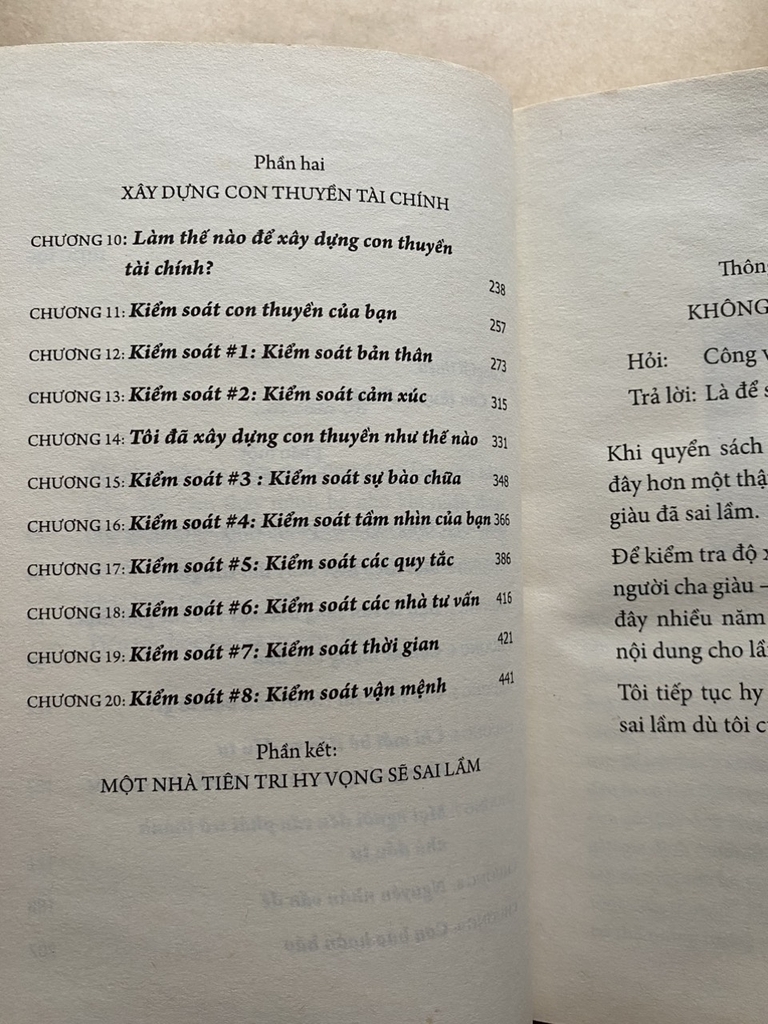 Phần hai
XÂY DỰNG CON THUYỀN TÀI CHÍNH
CHƯƠNG 10: Làm thế nào để xây dựng con thuyền
tài chính? 238
CHƯƠNG 11: Kiểm soát con thuyền của bạn 257
CHƯƠNG 12: Kiểm soát #1: Kiểm soát bản thân 273
CHƯƠNG 13: Kiểm soát #2: Kiểm soát cảm xúc 315
CHƯƠNG 14: Tôi đã xây dựng con thuyền như thế nào 331
CHƯƠNG 15: Kiểm soát #3 : Kiểm soát sự bào chữa 348
CHƯƠNG 16: Kiểm soát #4: Kiểm soát tầm nhìn của bạn 366
CHƯƠNG 17: Kiểm soát #5: Kiểm soát các quy tắc 386
CHƯƠNG 18: Kiểm soát #6: Kiểm soát các nhà tư vấn 416
CHƯƠNG 19: Kiểm soát #7: Kiểm soát thời gian 421
CHƯƠNG 20: Kiểm soát #8: Kiểm soát vận mệnh 441
Phần kết:
MỘT NHÀ TIÊN TRI HY VỌNG SẼ SAI LẦM
Thôn
KHÔNG
Hỏi: Công
Trả lời: Là để
Khi quyển sách
đây hơn một
giàu đã sai lầm.
Để kiểm tra độ
người cha giàu –
đây nhiều năm
nội dung cho
Tôi tiếp tục hy
sai lầm dù tôi